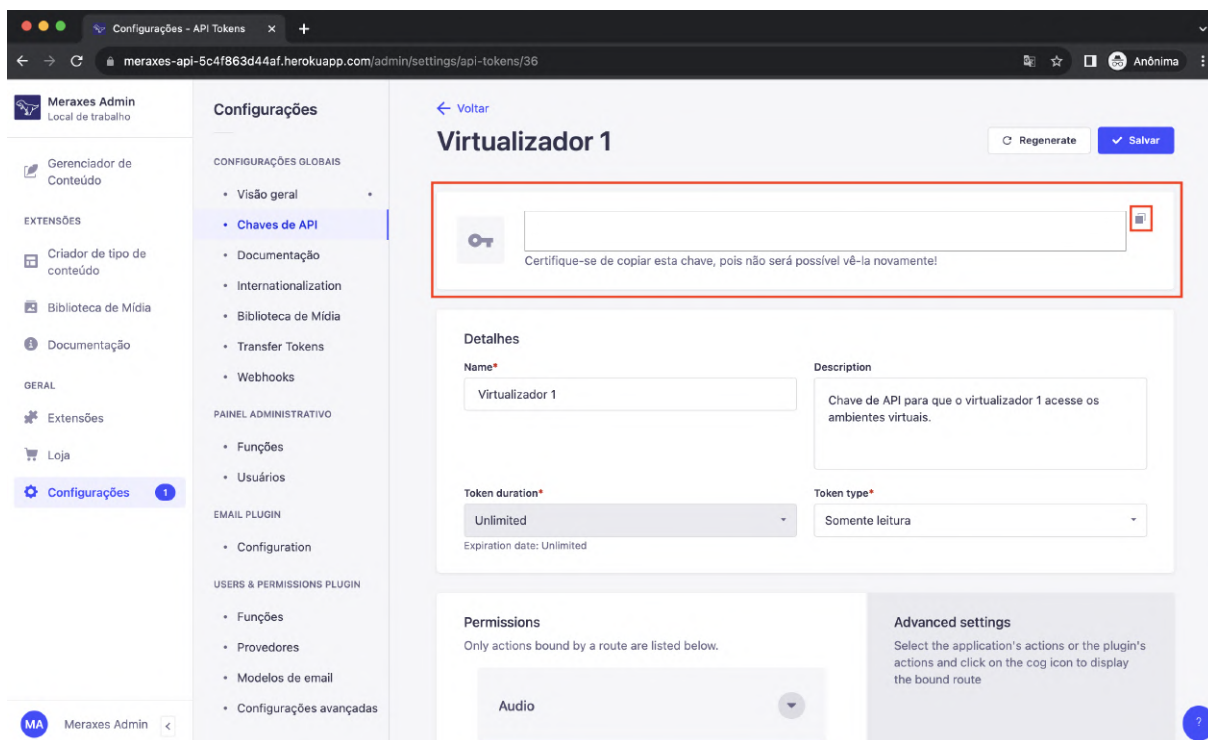 Configurações - API Tokens
meraxes-api-5c4f863d44af.herokuapp.com/admin/settings/api-tokens/36
Anônima
Meraxes Admin
Local de trabalho
Gerenciador de
Conteúdo
EXTENSÕES
Criador de tipo de
conteúdo
Biblioteca de Mídia
Documentação
GERAL
Extensões
Loja
Configurações 1
MA Meraxes Admin
Configurações
CONFIGURAÇÕES GLOBAIS
• Visão geral •
• Chaves de API
• Documentação
• Internationalization
• Biblioteca de Mídia
• Transfer Tokens
• Webhooks
PAINEL ADMINISTRATIVO
• Funções
• Usuários
EMAIL PLUGIN
• Configuration
USERS & PERMISSIONS PLUGIN
• Funções
• Provedores
• Modelos de email
• Configurações avançadas
← Voltar
Virtualizador 1
Regenerate
Salvar
Certifique-se de copiar esta chave, pois não será possível vê-la novamente!
Detalhes
Name*
Virtualizador 1
Description
Chave de API para que o virtualizador 1 acesse os
ambientes virtuais.
Token duration*
Unlimited
Expiration date: Unlimited
Token type*
Somente leitura
Permissions
Only actions bound by a route are listed below.
Audio
Advanced settings
Select the application's actions or the plugin's
actions and click on the cog icon to display
the bound route
?